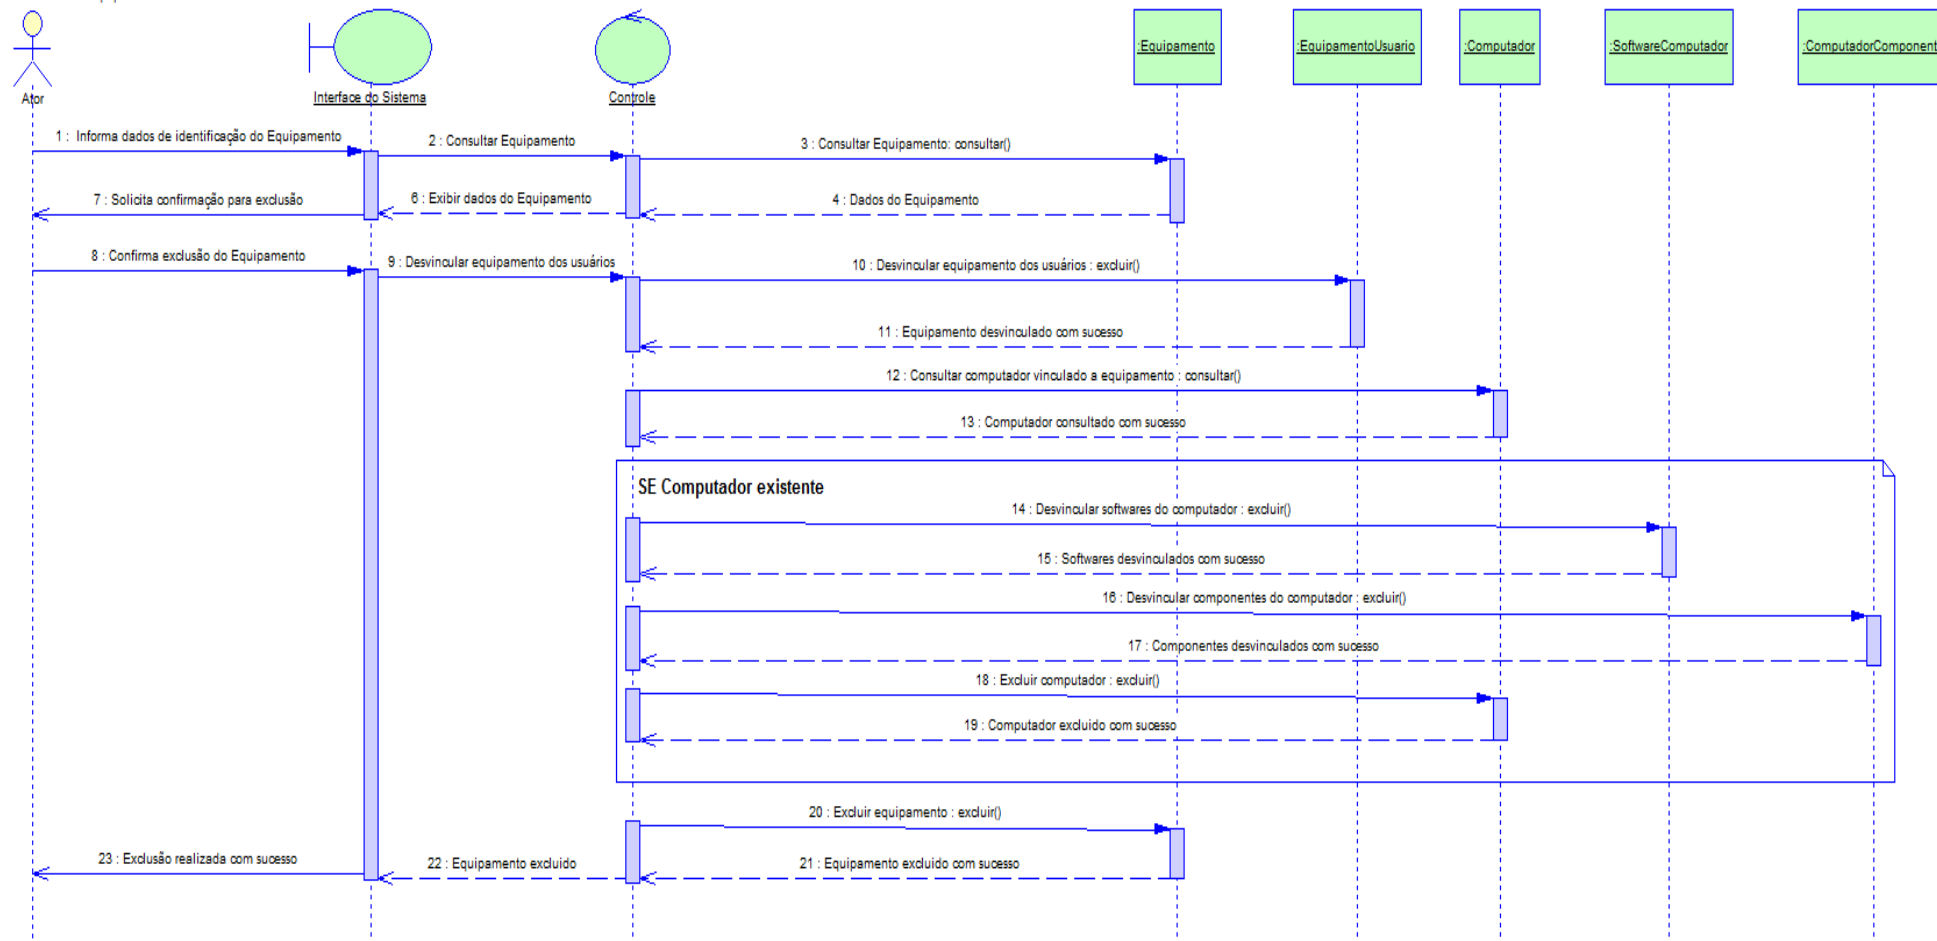 :Equipamento
:EquipamentoUsuario
:Computador
:SoftwareComputador
:ComputadorComponent
Ator
Interface do Sistema
Controle
1 : Informa dados de identificação do Equipamento
2 : Consultar Equipamento
3 : Consultar Equipamento: consultar()
7 : Solicita confirmação para exclusão
6 : Exibir dados do Equipamento
4 : Dados do Equipamento
8 : Confirma exclusão do Equipamento
9 : Desvincular equipamento dos usuários
10 : Desvincular equipamento dos usuários : excluir()
11 : Equipamento desvinculado com sucesso
12 : Consultar computador vinculado a equipamento : consultar()
13 : Computador consultado com sucesso
SE Computador existente
14 : Desvincular softwares do computador : excluir()
15 : Softwares desvinculados com sucesso
16 : Desvincular componentes do computador : excluir()
17 : Componentes desvinculados com sucesso
18 : Excluir computador : excluir()
19 : Computador excluido com sucesso
20 : Excluir equipamento : excluir()
23 : Exclusão realizada com sucesso
22 : Equipamento excluido
21 : Equipamento excluido com sucesso